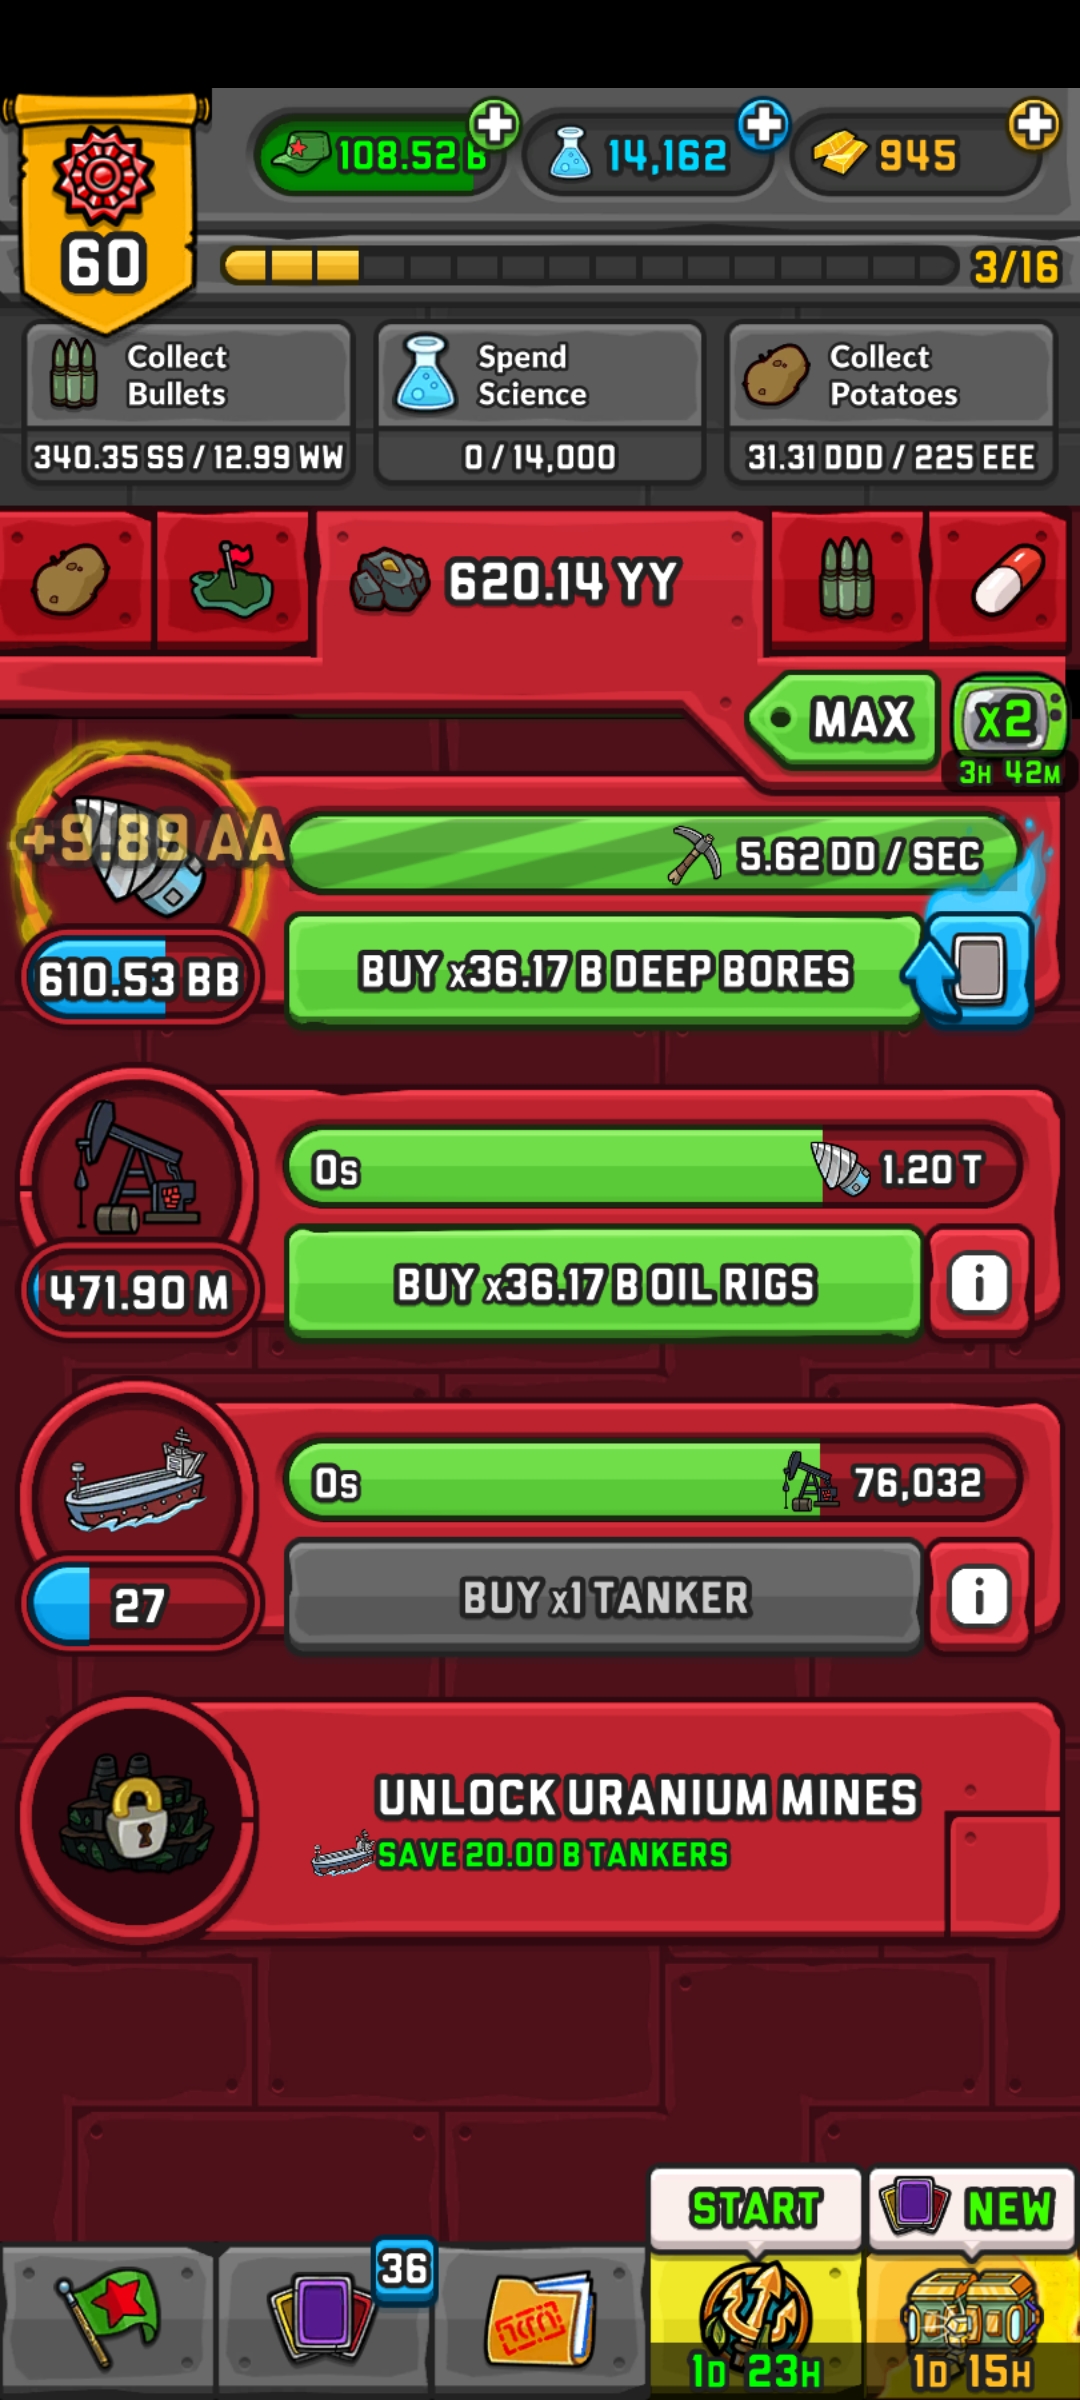 108.52 B
14,162
945
60
3/16
Collect
Bullets
340.35 SS / 12.99 WW
Spend
Science
0 / 14,000
Collect
Potatoes
31.31 DDD / 225 EEE
620.14 YY
MAX
x2
3H 42M
+9.89 AA
5.62 DD / SEC
610.53 BB
BUY x36.17 B DEEP BORES
0s
1.20 T
471.90 M
BUY x36.17 B OIL RIGS
i
0s
76,032
27
BUY x1 TANKER
i
UNLOCK URANIUM MINES
SAVE 20.00 B TANKERS
START
NEW
36
1D 23H
1D 15H